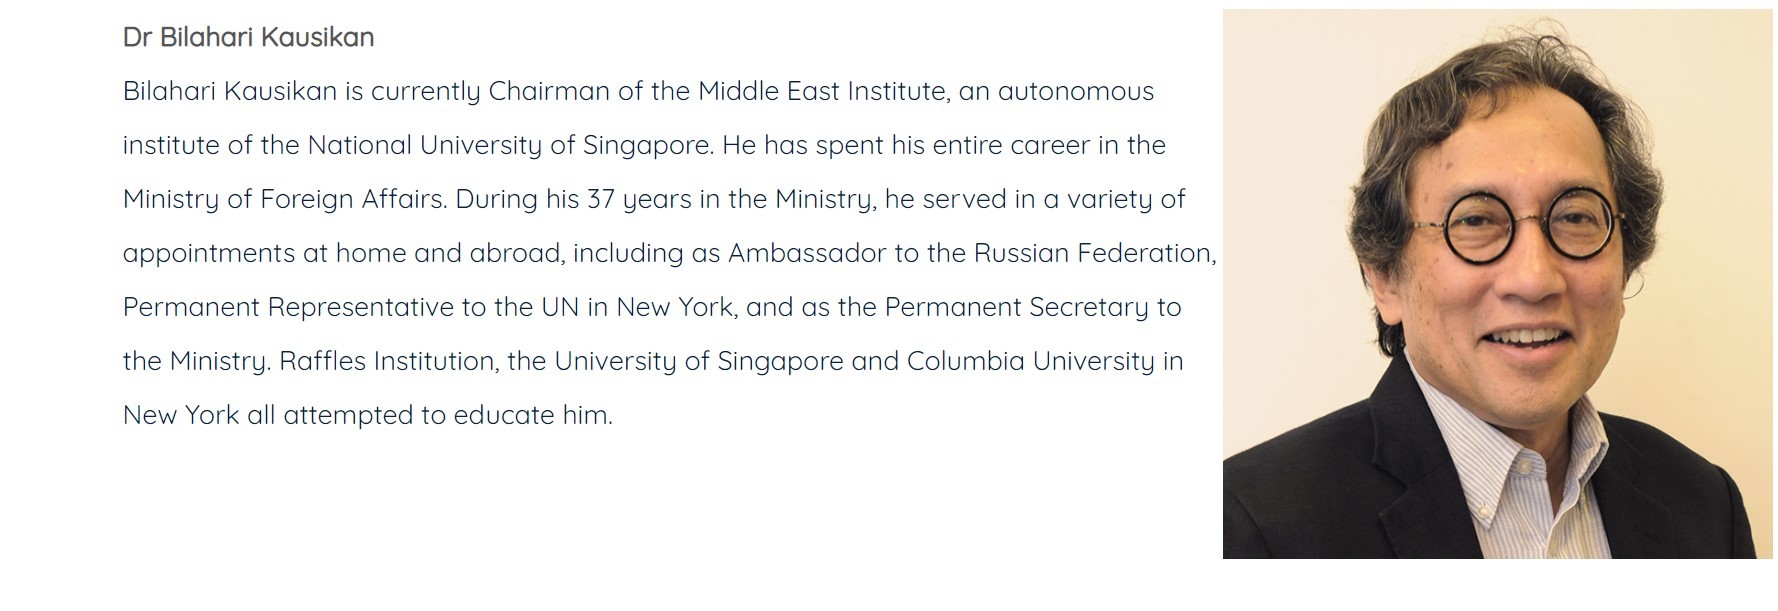 Dr Bilahari Kausikan
Bilahari Kausikan is currently Chairman of the Middle East Institute, an autonomous
institute of the National University of Singapore. He has spent his entire career in the
Ministry of Foreign Affairs. During his 37 years in the Ministry, he served in a variety of
appointments at home and abroad, including as Ambassador to the Russian Federation,
Permanent Representative to the UN in New York, and as the Permanent Secretary to
the Ministry. Raffles Institution, the University of Singapore and Columbia University in
New York all attempted to educate him.